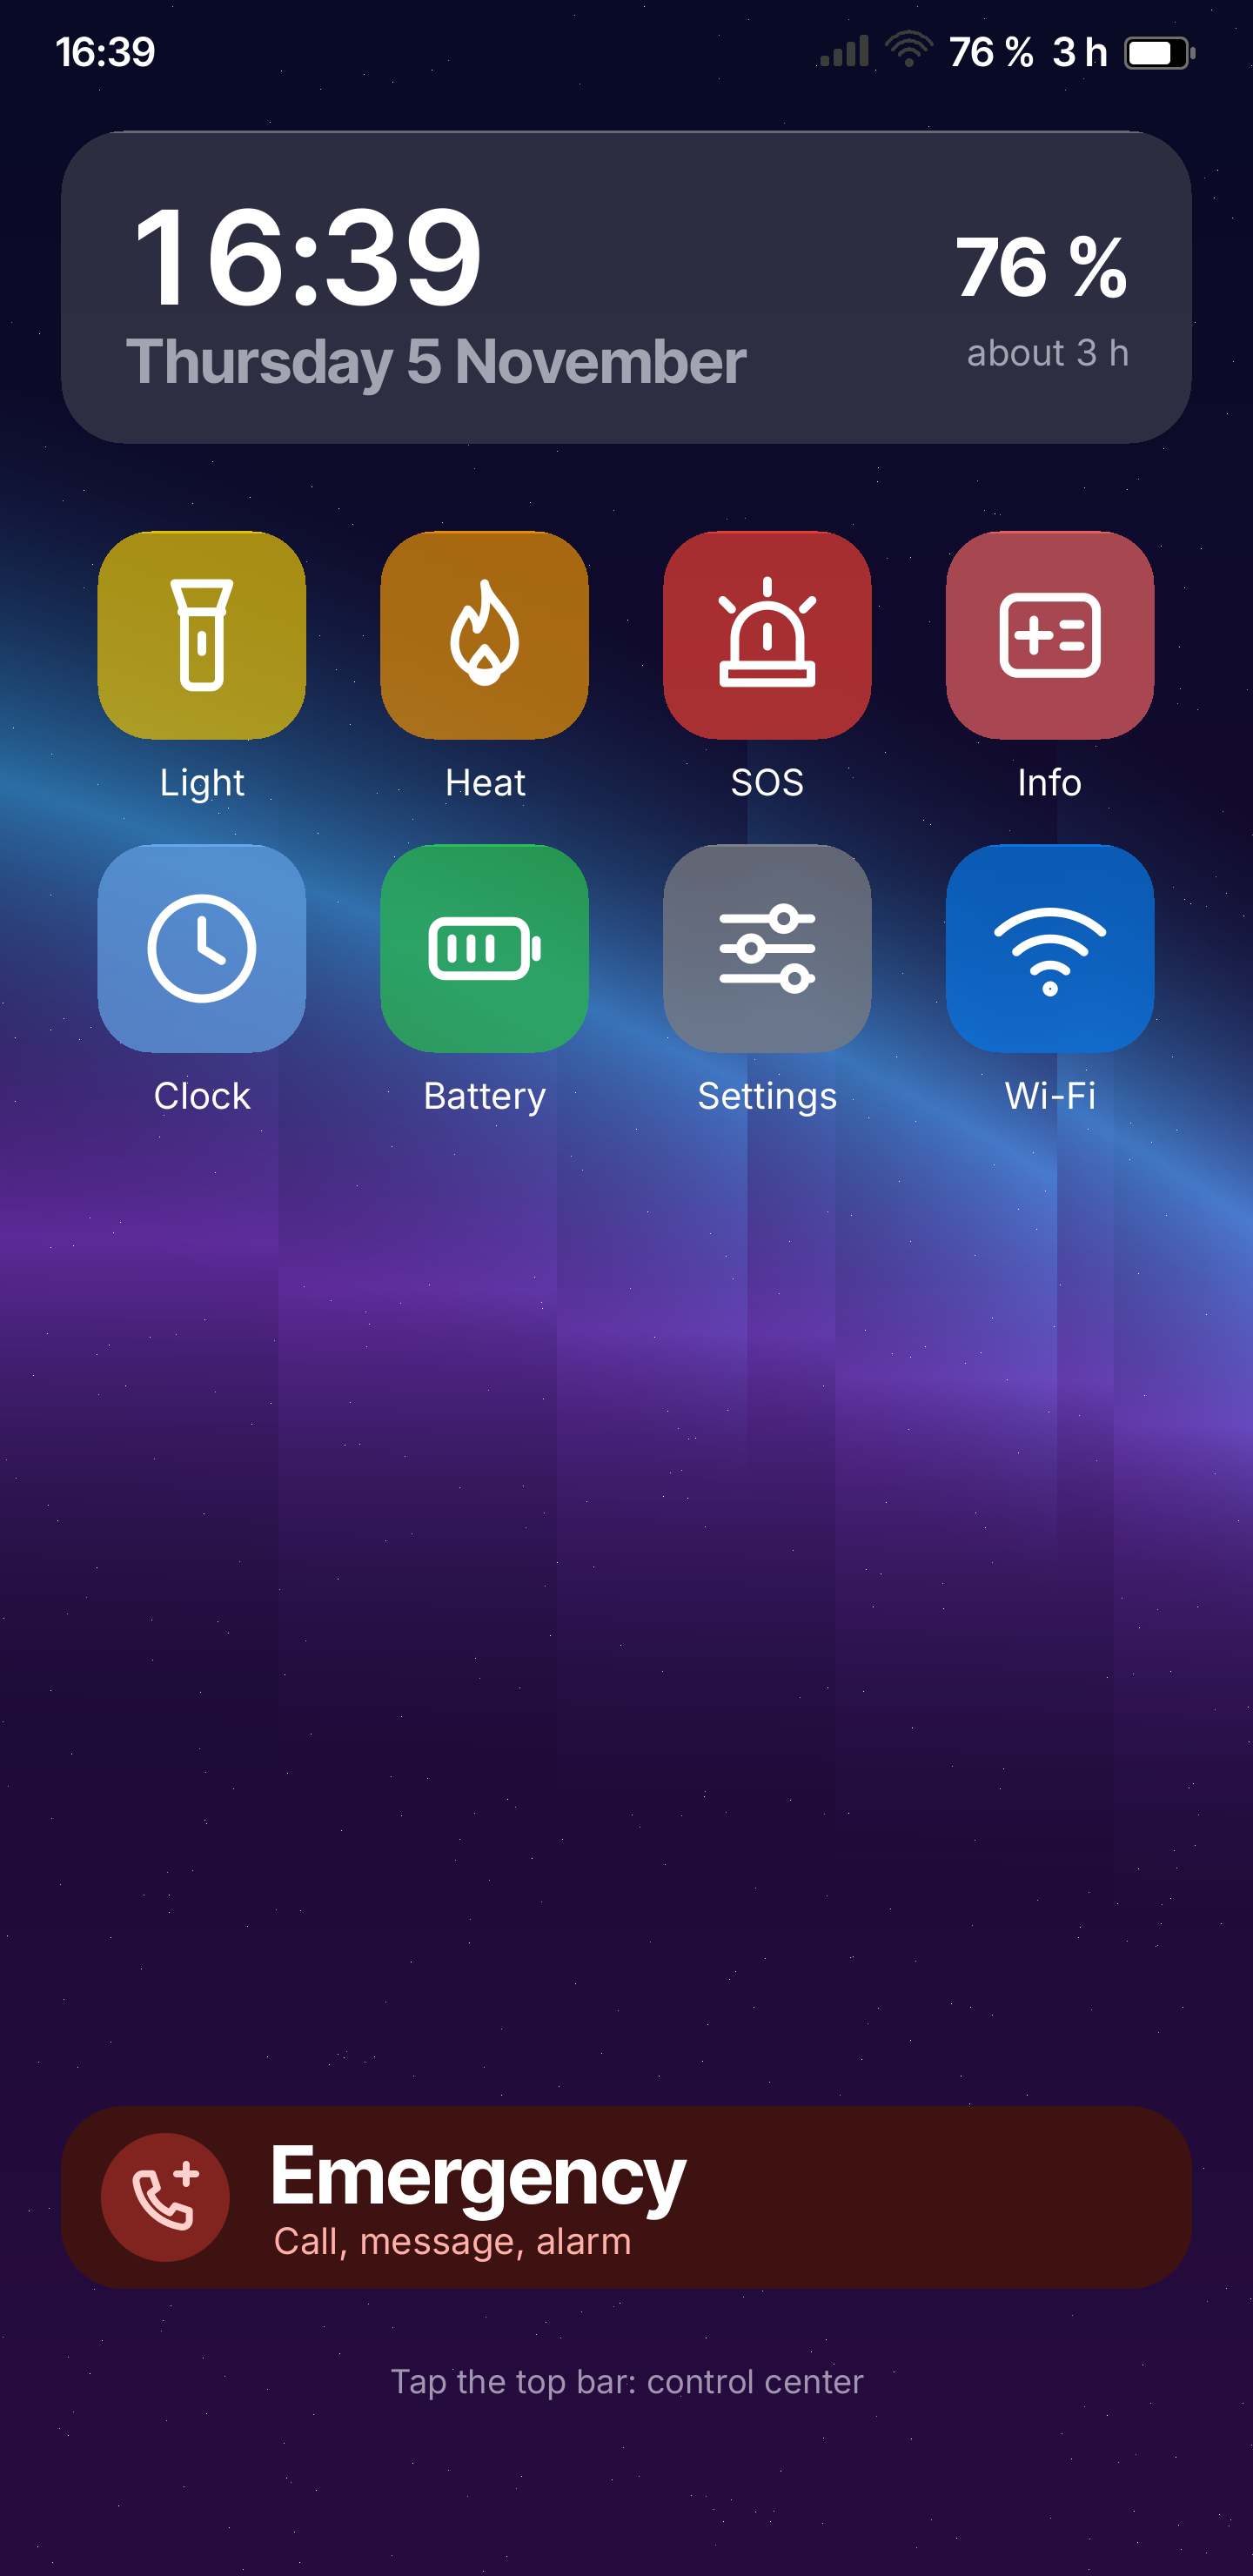 16:39 76 % 3 h
16:39
76 %
Thursday 5 November
about 3 h
Light Heat SOS Info
Clock Battery Settings Wi-Fi
Emergency
Call, message, alarm
Tap the top bar: control center